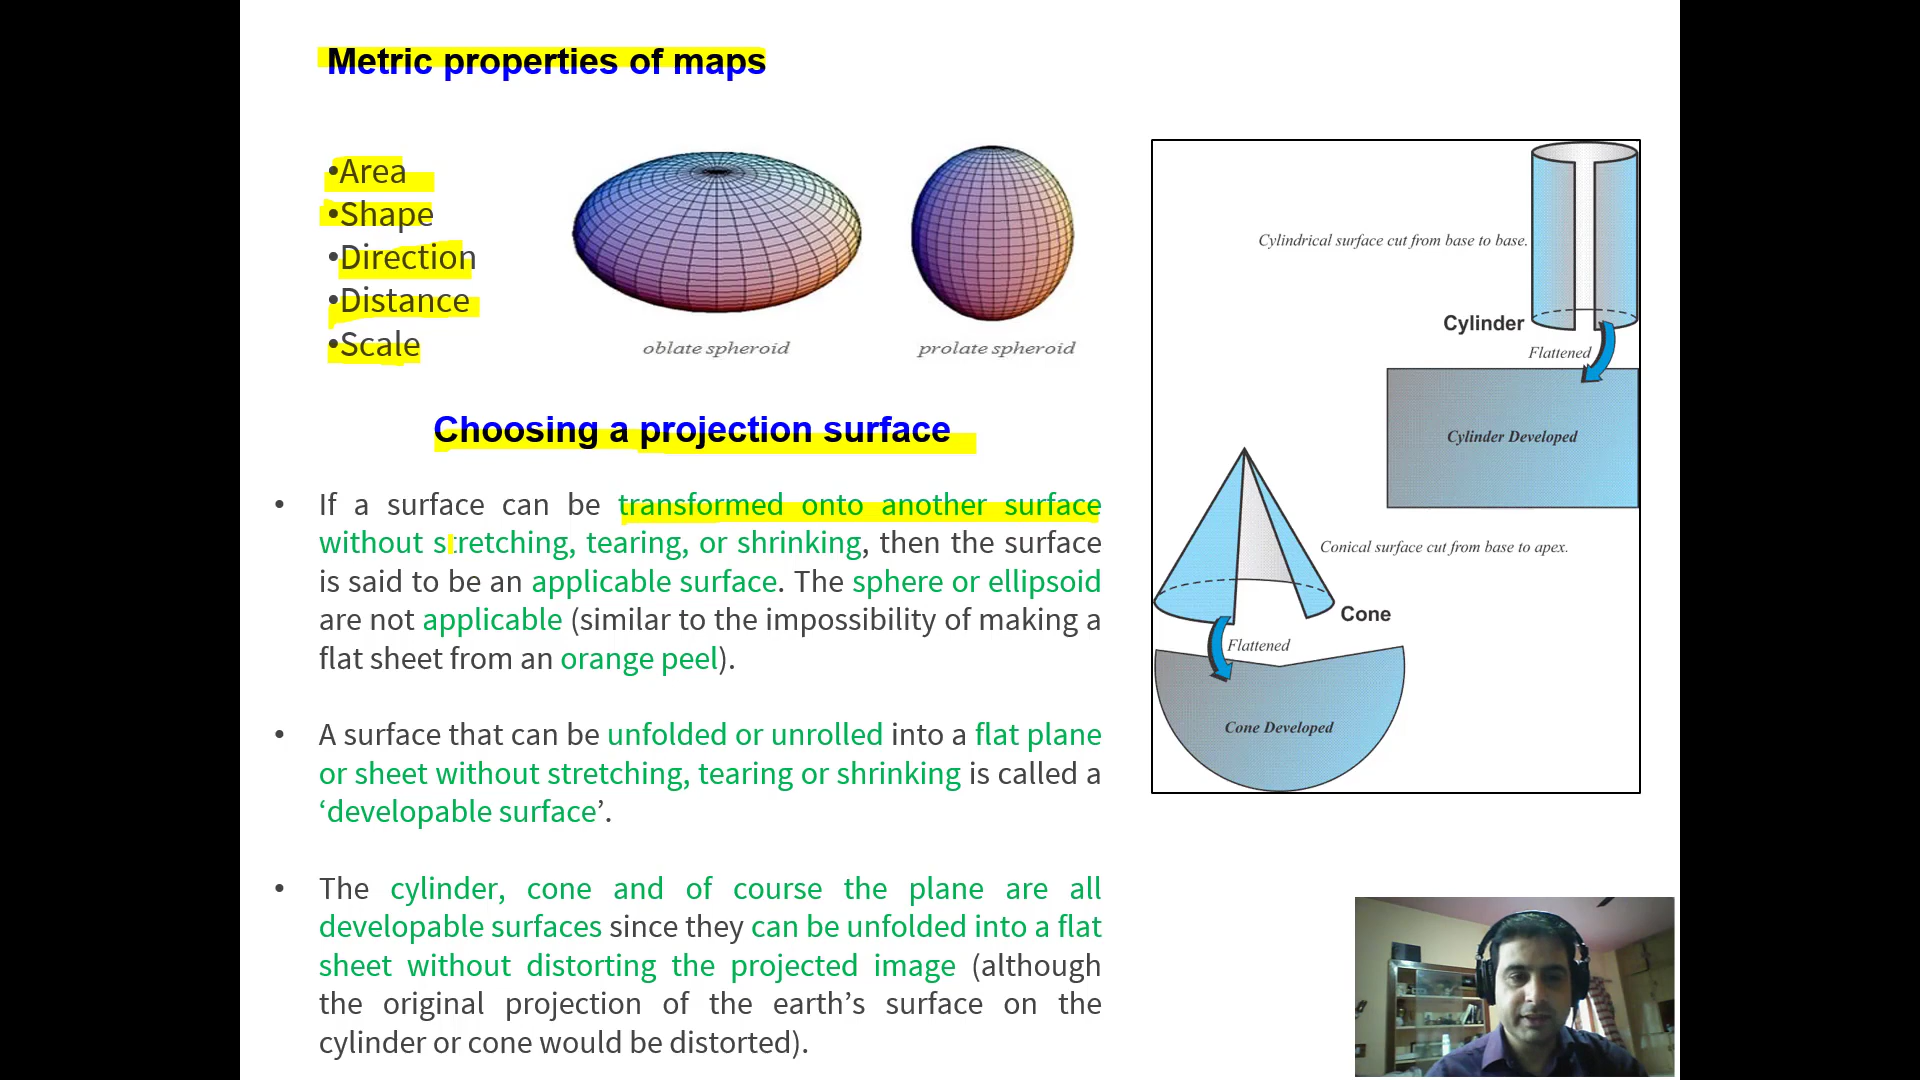 Metric properties of maps
•Area
•Shape
•Direction
•Distance
•Scale
oblate spheroid
prolate spheroid
Choosing a projection surface
• If a surface can be transformed onto another surface
without stretching, tearing, or shrinking, then the surface
is said to be an applicable surface. The sphere or ellipsoid
are not applicable (similar to the impossibility of making a
flat sheet from an orange peel).
• A surface that can be unfolded or unrolled into a flat plane
or sheet without stretching, tearing or shrinking is called a
‘developable surface’.
• The cylinder, cone and of course the plane are all
developable surfaces since they can be unfolded into a flat
sheet without distorting the projected image (although
the original projection of the earth’s surface on the
cylinder or cone would be distorted).
Cylindrical surface cut from base to base.
Cylinder
Flattened
Cylinder Developed
Conical surface cut from base to apex.
Cone
Flattened
Cone Developed